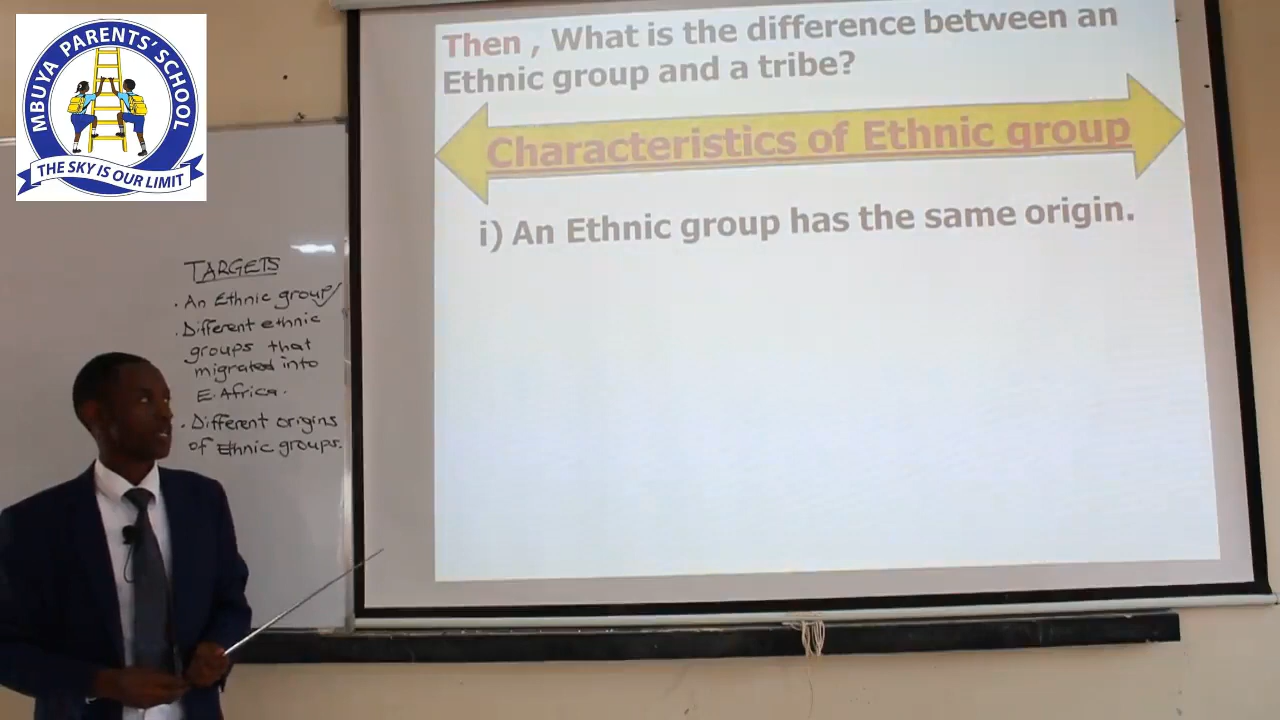 MBUYA PARENTS' SCHOOL
THE SKY IS OUR LIMIT
Then , What is the difference between an
Ethnic group and a tribe?
Characteristics of Ethnic group
i) An Ethnic group has the same origin.
TARGETS
. An Ethnic group/
. Different ethnic
groups that
migrated into
E. Africa.
. Different origins
of Ethnic groups.